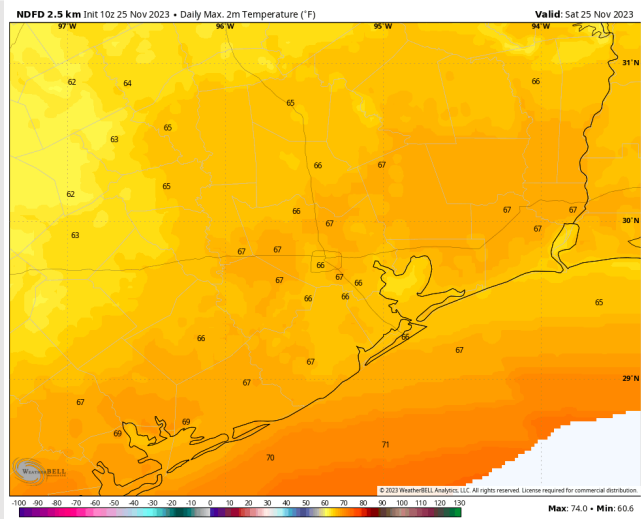 NDFD 2.5 km Init 10z 25 Nov 2023 • Daily Max. 2m Temperature (°F)
Valid: Sat 25 Nov 2023
97°W 96°W 95°W 94°W
31°N
62 64 66
65
63 65
66 67
62 65
66 67 67
67 30°N
63 67
67 67
66 67
67 66
66 66 65
66 66
67
67 29°N
67
67
69 69
70 71
WEATHERBELL
© 2023 WeatherBELL Analytics, LLC. All rights reserved. License required for commercial distribution.
-100 -90 -80 -70 -60 -50 -40 -30 -20 -10 0 10 20 30 40 50 60 70 80 90 100 110 120 130
Max: 74.0 • Min: 60.6